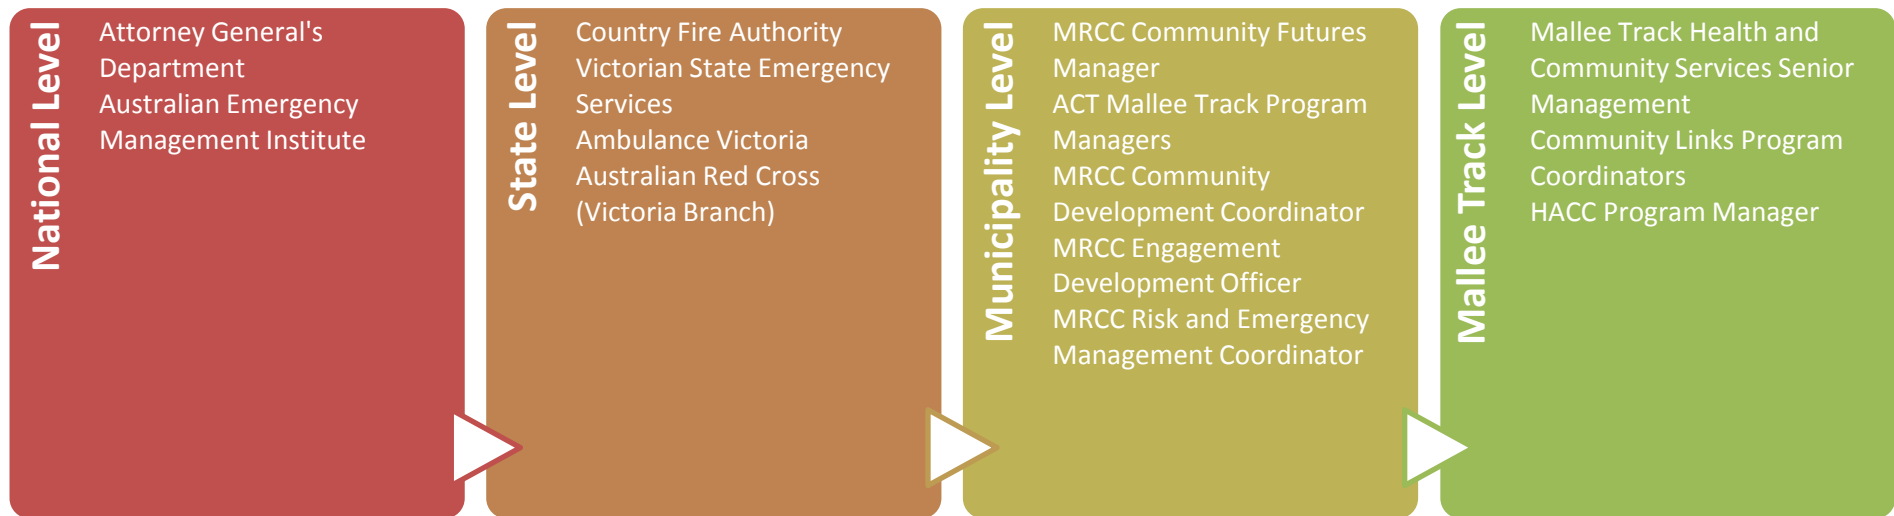 National Level
Attorney General's
Department
Australian Emergency
Management Institute
State Level
Country Fire Authority
Victorian State Emergency
Services
Ambulance Victoria
Australian Red Cross
(Victoria Branch)
Municipality Level
MRCC Community Futures
Manager
ACT Mallee Track Program
Managers
MRCC Community
Development Coordinator
MRCC Engagement
Development Officer
MRCC Risk and Emergency
Management Coordinator
Mallee Track Level
Mallee Track Health and
Community Services Senior
Management
Community Links Program
Coordinators
HACC Program Manager